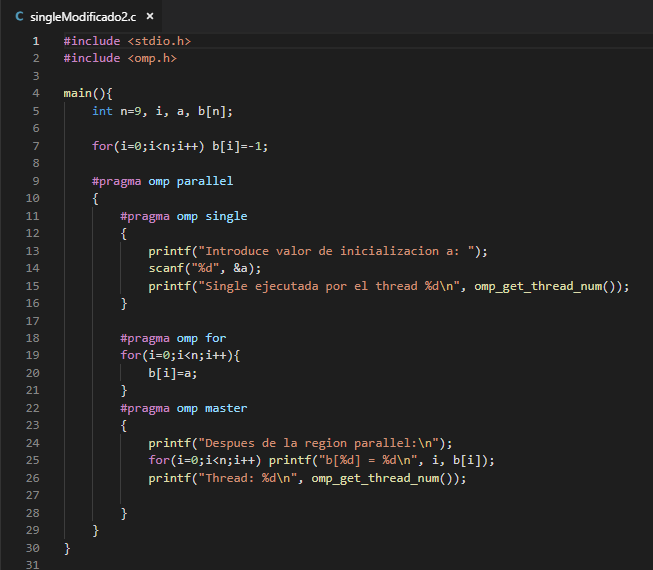 C singleModificado2.c ×
1 #include <stdio.h>
2 #include <omp.h>
3
4 main(){
5 int n=9, i, a, b[n];
6
7 for(i=0;i<n;i++) b[i]=-1;
8
9 #pragma omp parallel
10 {
11 #pragma omp single
12 {
13 printf("Introduce valor de inicializacion a: ");
14 scanf("%d", &a);
15 printf("Single ejecutada por el thread %d\n", omp_get_thread_num());
16 }
17
18 #pragma omp for
19 for(i=0;i<n;i++){
20 b[i]=a;
21 }
22 #pragma omp master
23 {
24 printf("Despues de la region parallel:\n");
25 for(i=0;i<n;i++) printf("b[%d] = %d\n", i, b[i]);
26 printf("Thread: %d\n", omp_get_thread_num());
27
28 }
29 }
30 }
31